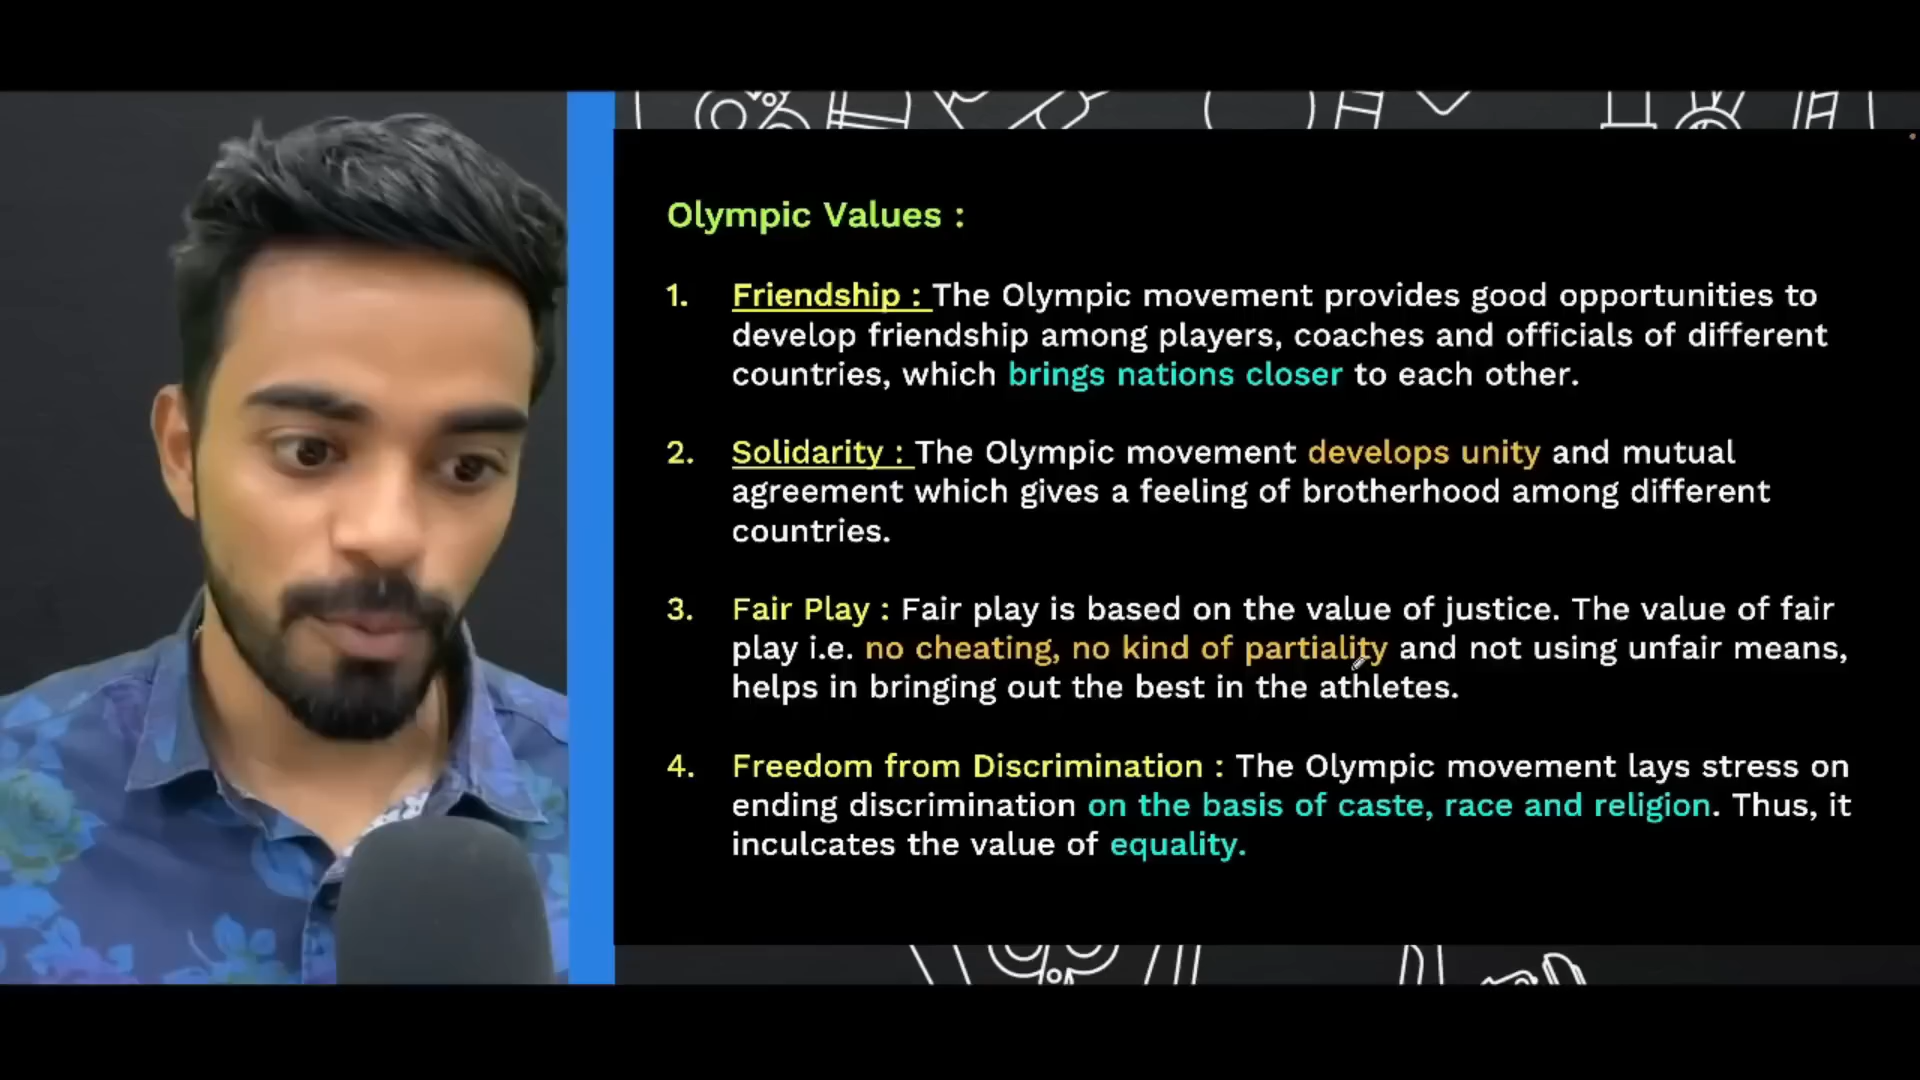 Olympic Values :
1. Friendship : The Olympic movement provides good opportunities to
develop friendship among players, coaches and officials of different
countries, which brings nations closer to each other.
2. Solidarity : The Olympic movement develops unity and mutual
agreement which gives a feeling of brotherhood among different
countries.
3. Fair Play : Fair play is based on the value of justice. The value of fair
play i.e. no cheating, no kind of partiality and not using unfair means,
helps in bringing out the best in the athletes.
4. Freedom from Discrimination : The Olympic movement lays stress on
ending discrimination on the basis of caste, race and religion. Thus, it
inculcates the value of equality.